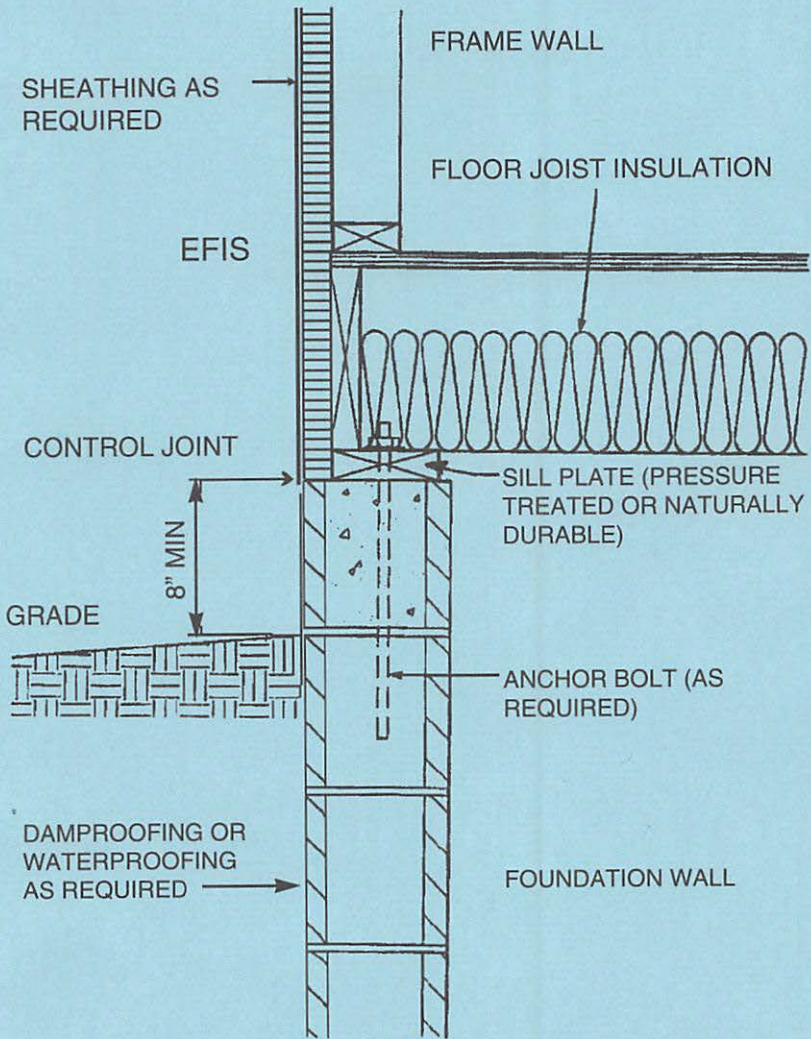 FRAME WALL
SHEATHING AS
REQUIRED
FLOOR JOIST INSULATION
EFIS
CONTROL JOINT
SILL PLATE (PRESSURE
TREATED OR NATURALLY
DURABLE)
8" MIN
GRADE
ANCHOR BOLT (AS
REQUIRED)
DAMPROOFING OR
WATERPROOFING
AS REQUIRED
FOUNDATION WALL